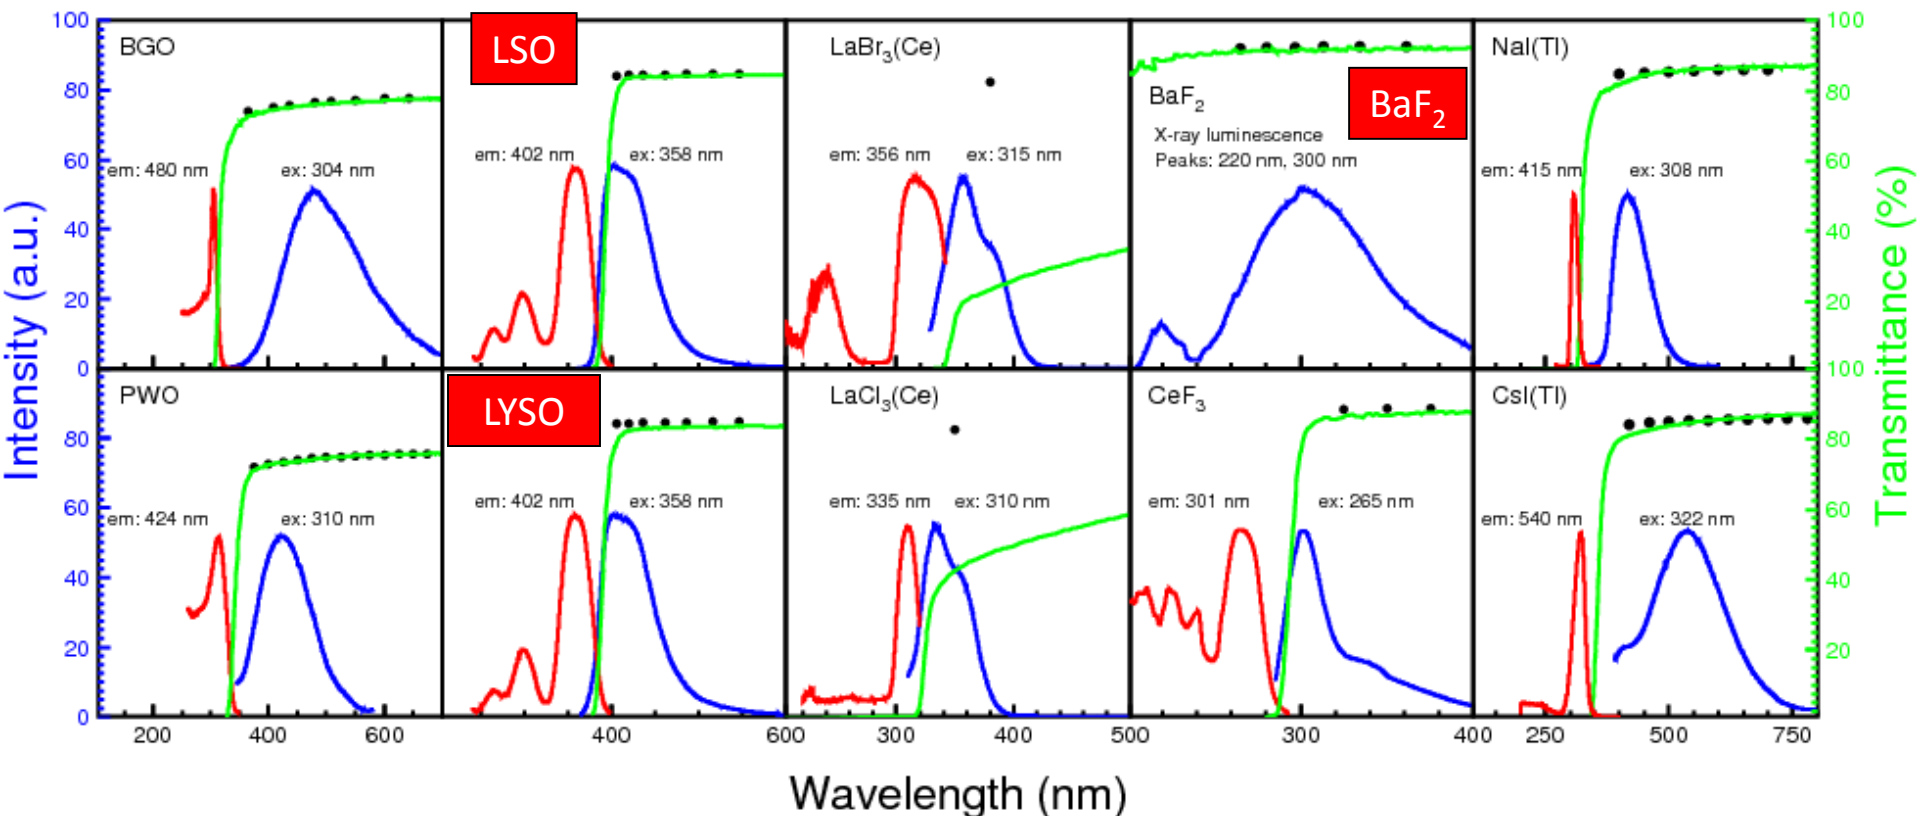 100
BGO
LSO
LaBr3(Ce)
BaF2
BaF2
NaI(Tl)
100
80
X-ray luminescence
Peaks: 220 nm, 300 nm
80
60
em: 480 nm
ex: 304 nm
em: 402 nm
ex: 358 nm
em: 356 nm
ex: 315 nm
em: 415 nm
ex: 308 nm
60
40
40
20
20
0
100
PWO
LYSO
LaCl3(Ce)
CeF3
CsI(Tl)
80
80
60
em: 424 nm
ex: 310 nm
em: 402 nm
ex: 358 nm
em: 335 nm
ex: 310 nm
em: 301 nm
ex: 265 nm
em: 540 nm
ex: 322 nm
60
40
40
20
20
0
200
400
600
400
600
300
400
500
300
400
250
500
750
Intensity (a.u.)
Transmittance (%)
Wavelength (nm)